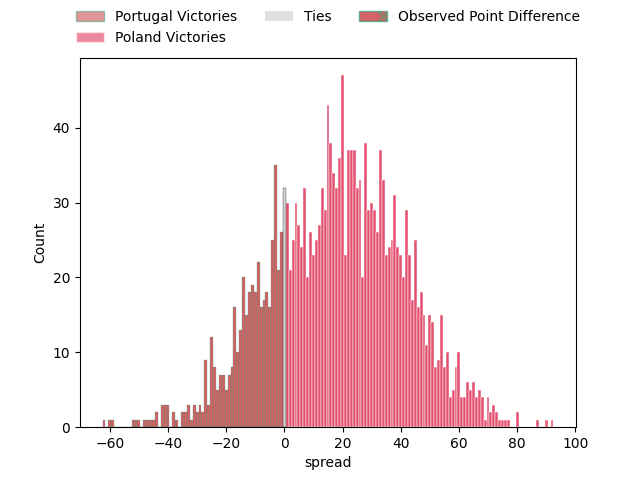 Portugal Victories
Ties
Observed Point Difference
Poland Victories
Count
40
30
20
10
0
−60
−40
−20
0
20
40
60
80
100
spread